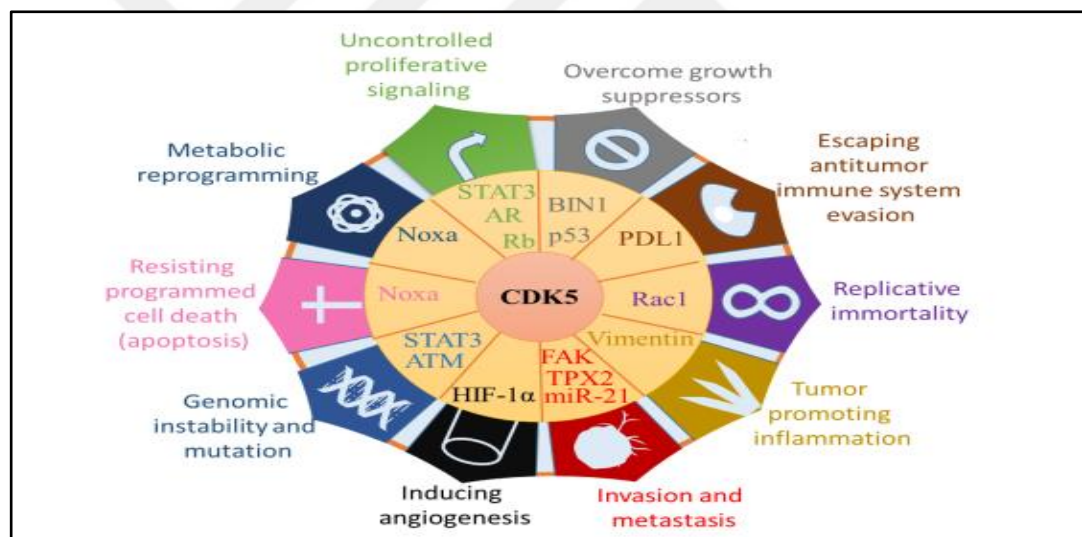 Uncontrolled
proliferative
signaling
Overcome growth
suppressors
Escaping
antitumor
immune system
evasion
Replicative
immortality
Tumor
promoting
inflammation
Invasion and
metastasis
Inducing
angiogenesis
Genomic
instability and
mutation
Resisting
programmed
cell death
(apoptosis)
Metabolic
reprogramming
STAT3
AR
Rb
BIN1
p53
PDL1
Rac1
Vimentin
FAK
TPX2
miR-21
HIF-1α
STAT3
ATM
Noxa
Noxa
CDK5